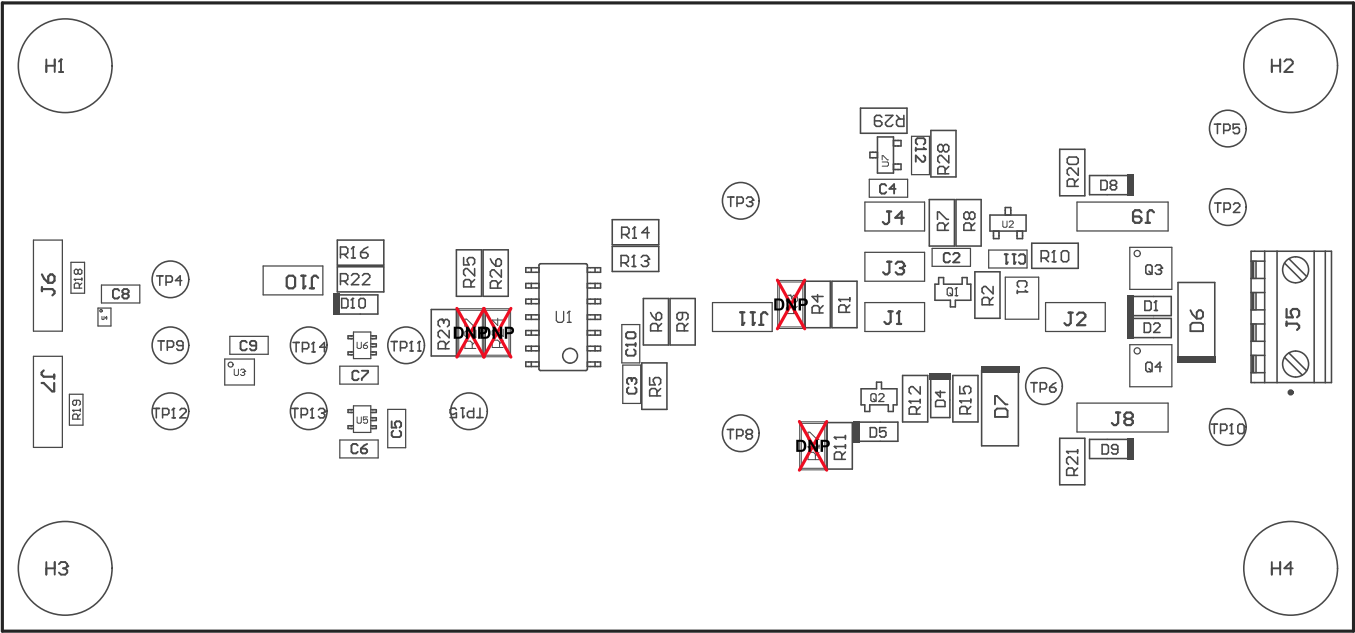 H1
H2
TP5
R29
U7
C12
R28
R20
D8
C4
TP3
TP2
J4
R7
R8
U2
J9
R14
R13
R16
R25
R26
C2
C11
R10
J3
Q3
J6
R18
TP4
J10
R22
D10
C8
U4
U1
R4
R1
Q1
R2
C1
D1
D2
D6
J5
R6
R9
J11
DNP
J1
J2
R23
DNP
DNP
C10
TP9
C9
TP14
U6
TP11
Q4
J7
U3
C7
C3
R5
TP6
R19
TP12
TP13
U5
C5
TP15
Q2
R12
D4
R15
D7
J8
TP8
D5
TP10
C6
DNP
R11
R21
D9
H3
H4